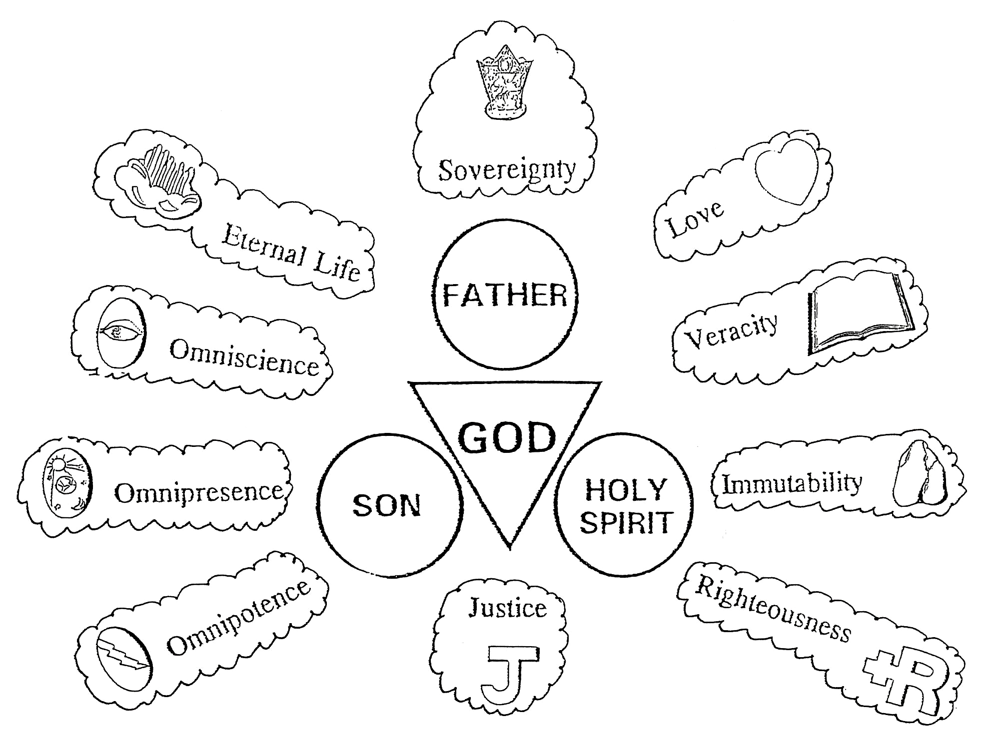 Sovereignty
Eternal Life
Love
FATHER
Omniscience
Veracity
GOD
Omnipresence
SON
HOLY
SPIRIT
Immutability
Omnipotence
Justice
J
Righteousness
+R